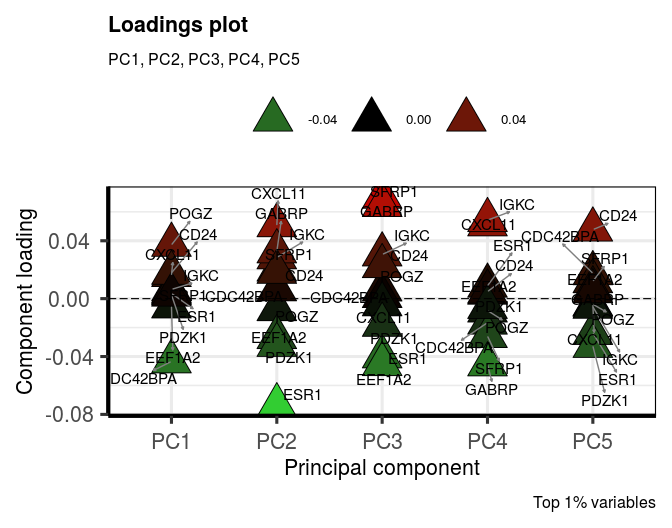 Loadings plot
PC1, PC2, PC3, PC4, PC5
-0.04
0.00
0.04
Component loading
0.04
0.00
-0.04
-0.08
POGZ
CD24
CXCL11
IGKC
SFRP1
ESR1
PDZK1
EEF1A2
DC42BPA
CXCL11
GABRP
IGKC
SFRP1
CD24
CDC42BPA
POGZ
EEF1A2
PDZK1
ESR1
SFRP1
GABRP
IGKC
CD24
POGZ
CDC42BPA
CXCL11
PDZK1
ESR1
EEF1A2
IGKC
CXCL11
ESR1
CD24
EEF1A2
PDZK1
POGZ
CDC42BPA
SFRP1
GABRP
CD24
CDC42BPA
SFRP1
EEF1A2
GABRP
POGZ
CXCL11
IGKC
ESR1
PDZK1
PC1
PC2
PC3
PC4
PC5
Principal component
Top 1% variables